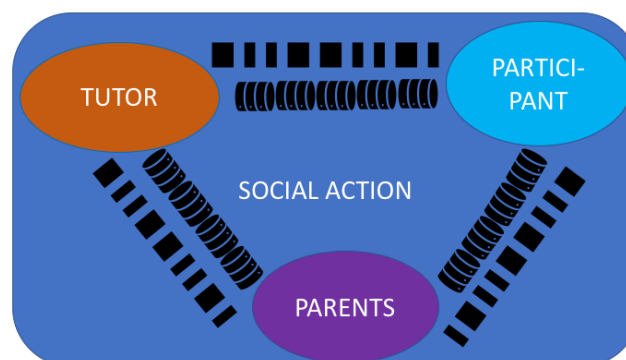 TUTOR
PARTICI-
PANT
SOCIAL ACTION
PARENTS